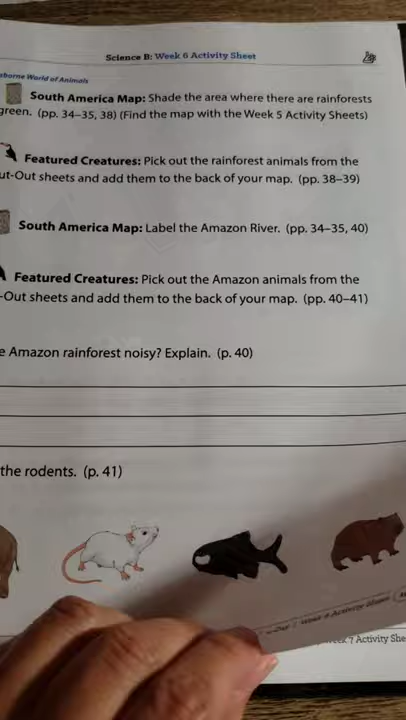 Science B: Week 6 Activity Sheet
sborne World of Animals
South America Map: Shade the area where there are rainforests
green. (pp. 34–35, 38) (Find the map with the Week 5 Activity Sheets)
Featured Creatures: Pick out the rainforest animals from the
ut-Out sheets and add them to the back of your map. (pp. 38–39)
South America Map: Label the Amazon River. (pp. 34–35, 40)
Featured Creatures: Pick out the Amazon animals from the
-Out sheets and add them to the back of your map. (pp. 40–41)
e Amazon rainforest noisy? Explain. (p. 40)
the rodents. (p. 41)
Week 6 Activity Sheet
7 Activity She